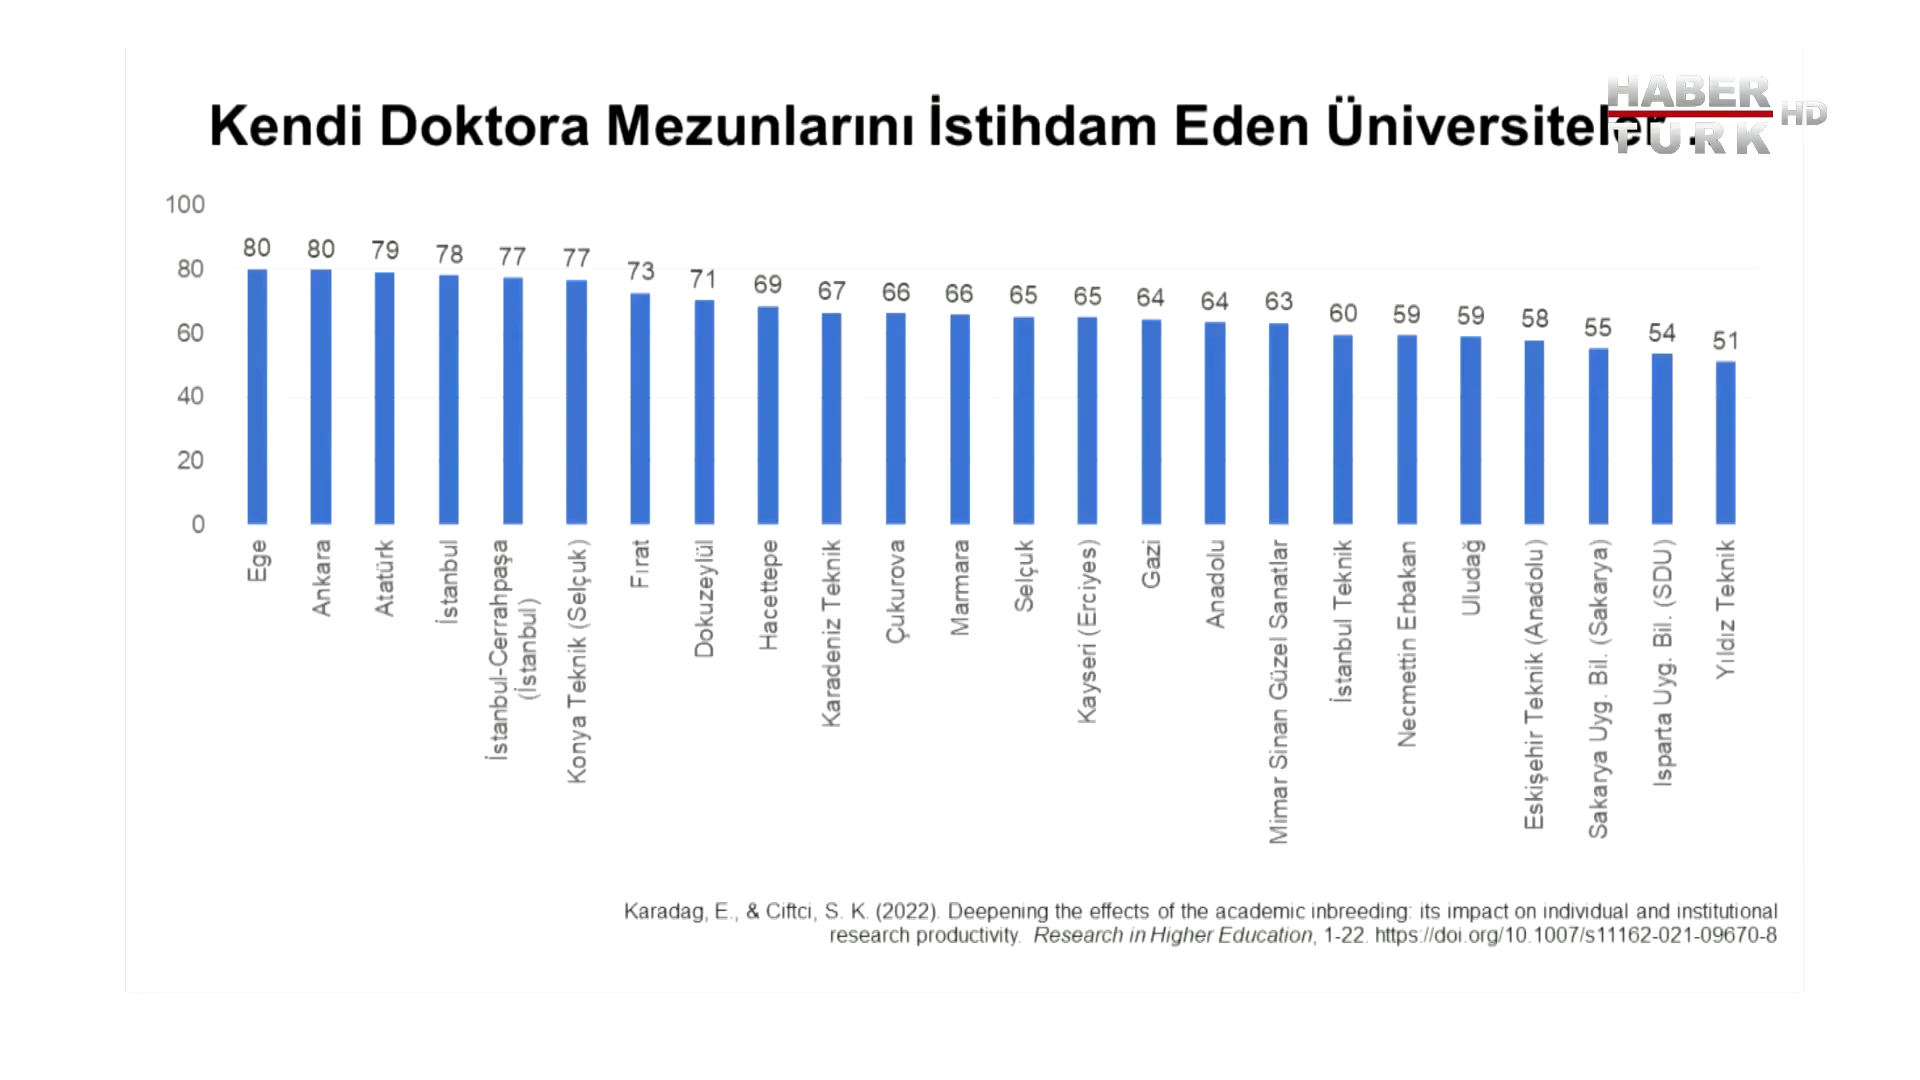 Kendi Doktora Mezunlarını İstihdam Eden Üniversiteler
HABER
TURK HD
100
80
60
40
20
0
80 80 79 78 77 77 73 71 69 67 66 66 65 65 64 64 63 60 59 59 58 55 54 51
Ege
Ankara
Atatürk
İstanbul
İstanbul-Cerrahpaşa
(İstanbul)
Konya Teknik (Selçuk)
Fırat
Dokuzeylül
Hacettepe
Karadeniz Teknik
Çukurova
Marmara
Selçuk
Kayseri (Erciyes)
Gazi
Anadolu
Mimar Sinan Güzel Sanatlar
İstanbul Teknik
Necmettin Erbakan
Uludağ
Eskişehir Teknik (Anadolu)
Sakarya Uyg. Bil. (Sakarya)
Isparta Uyg. Bil. (SDU)
Yıldız Teknik
Karadag, E., & Ciftci, S. K. (2022). Deepening the effects of the academic inbreeding: its impact on individual and institutional
research productivity. Research in Higher Education, 1-22. https://doi.org/10.1007/s11162-021-09670-8